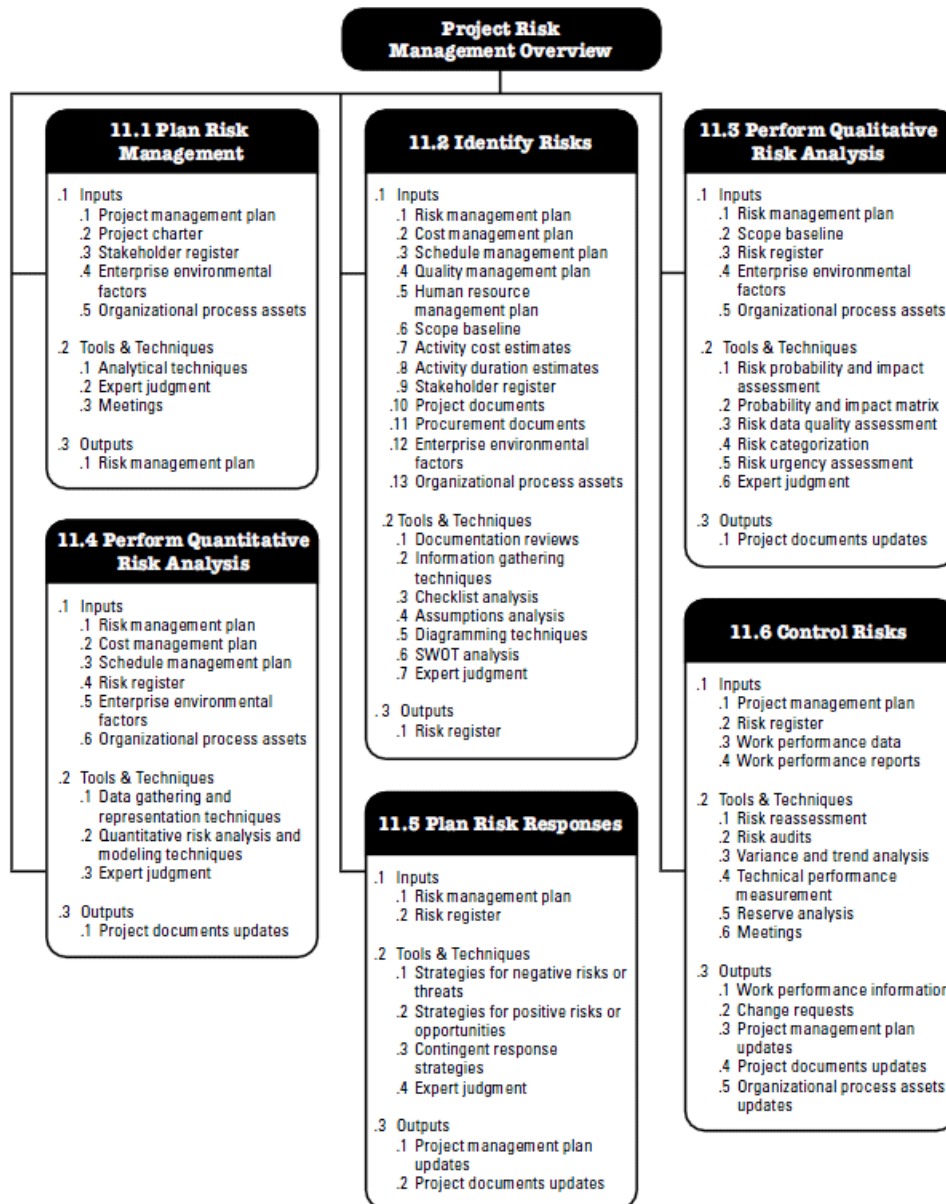 Project Risk
Management Overview
11.1 Plan Risk
Management
.1 Inputs
.1 Project management plan
.2 Project charter
.3 Stakeholder register
.4 Enterprise environmental
factors
.5 Organizational process assets
.2 Tools & Techniques
.1 Analytical techniques
.2 Expert judgment
.3 Meetings
.3 Outputs
.1 Risk management plan
11.2 Identify Risks
.1 Inputs
.1 Risk management plan
.2 Cost management plan
.3 Schedule management plan
.4 Quality management plan
.5 Human resource
management plan
.6 Scope baseline
.7 Activity cost estimates
.8 Activity duration estimates
.9 Stakeholder register
.10 Project documents
.11 Procurement documents
.12 Enterprise environmental
factors
.13 Organizational process assets
.2 Tools & Techniques
.1 Documentation reviews
.2 Information gathering
techniques
.3 Checklist analysis
.4 Assumptions analysis
.5 Diagramming techniques
.6 SWOT analysis
.7 Expert judgment
.3 Outputs
.1 Risk register
11.3 Perform Qualitative
Risk Analysis
.1 Inputs
.1 Risk management plan
.2 Scope baseline
.3 Risk register
.4 Enterprise environmental
factors
.5 Organizational process assets
.2 Tools & Techniques
.1 Risk probability and impact
assessment
.2 Probability and impact matrix
.3 Risk data quality assessment
.4 Risk categorization
.5 Risk urgency assessment
.6 Expert judgment
.3 Outputs
.1 Project documents updates
11.4 Perform Quantitative
Risk Analysis
.1 Inputs
.1 Risk management plan
.2 Cost management plan
.3 Schedule management plan
.4 Risk register
.5 Enterprise environmental
factors
.6 Organizational process assets
.2 Tools & Techniques
.1 Data gathering and
representation techniques
.2 Quantitative risk analysis and
modeling techniques
.3 Expert judgment
.3 Outputs
.1 Project documents updates
11.5 Plan Risk Responses
.1 Inputs
.1 Risk management plan
.2 Risk register
.2 Tools & Techniques
.1 Strategies for negative risks or
threats
.2 Strategies for positive risks or
opportunities
.3 Contingent response
strategies
.4 Expert judgment
.3 Outputs
.1 Project management plan
updates
.2 Project documents updates
11.6 Control Risks
.1 Inputs
.1 Project management plan
.2 Risk register
.3 Work performance data
.4 Work performance reports
.2 Tools & Techniques
.1 Risk reassessment
.2 Risk audits
.3 Variance and trend analysis
.4 Technical performance
measurement
.5 Reserve analysis
.6 Meetings
.3 Outputs
.1 Work performance information
.2 Change requests
.3 Project management plan
updates
.4 Project documents updates
.5 Organizational process assets
updates